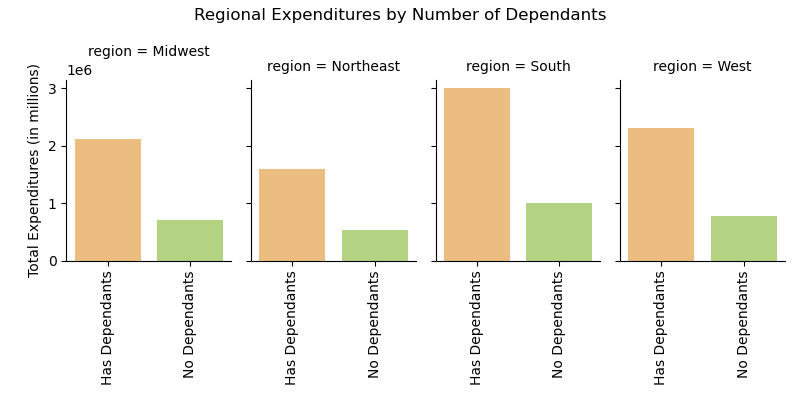 Regional Expenditures by Number of Dependants
region = Midwest
region = Northeast
region = South
region = West
1e6
Total Expenditures (in millions)
3
2
1
0
Has Dependants
No Dependants
Has Dependants
No Dependants
Has Dependants
No Dependants
Has Dependants
No Dependants